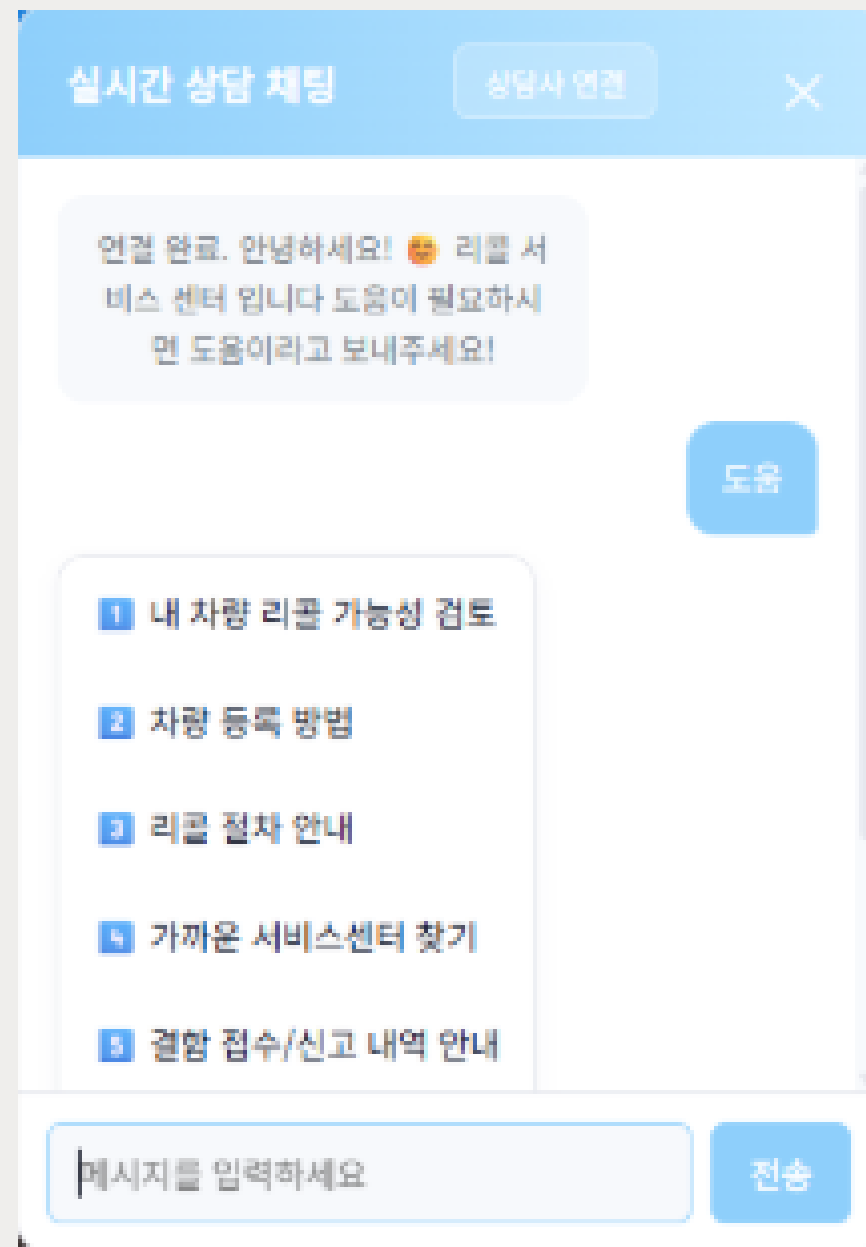 실시간 상담 채팅
상담사 연결
연결 완료. 안녕하세요! 😊 리콜 서
비스 센터 입니다 도움이 필요하시
면 도움이라고 보내주세요!
도움
1 내 차량 리콜 가능성 검토
2 차량 등록 방법
3 리콜 절차 안내
4 가까운 서비스센터 찾기
5 결함 접수/신고 내역 안내
메시지를 입력하세요
전송